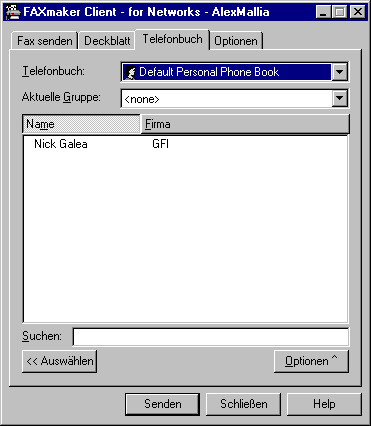 FAXmaker Client - for Networks - AlexMallia
Fax senden Deckblatt Telefonbuch Optionen
Telefonbuch: Default Personal Phone Book
Aktuelle Gruppe: <none>
Name Firma
Nick Galea GFI
Suchen:
<< Auswählen Optionen ^
Senden Schließen Help